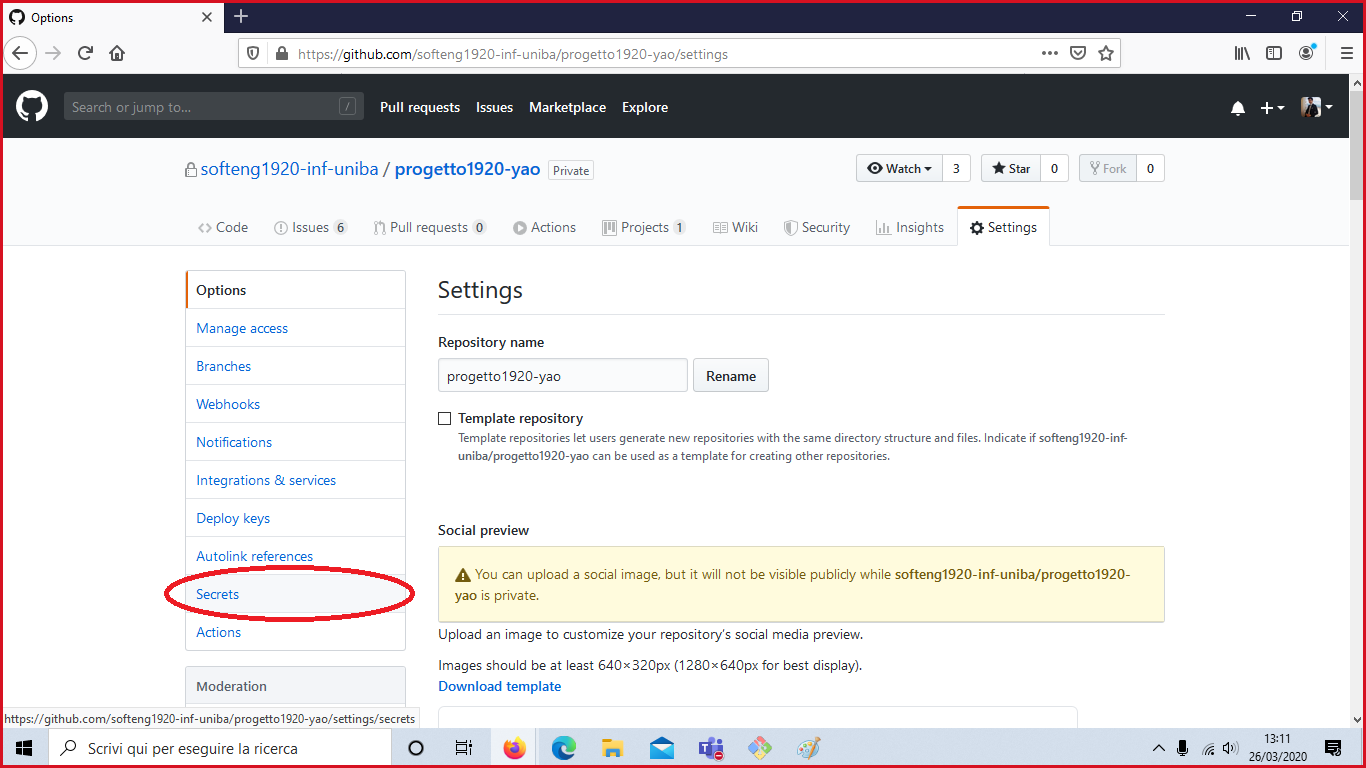 Options
https://github.com/softeng1920-inf-uniba/progetto1920-yao/settings
Search or jump to...
/
Pull requests
Issues
Marketplace
Explore
softeng1920-inf-uniba / progetto1920-yao
Private
Watch
3
Star
0
Fork
0
Code
Issues 6
Pull requests 0
Actions
Projects 1
Wiki
Security
Insights
Settings
Options
Manage access
Branches
Webhooks
Notifications
Integrations & services
Deploy keys
Autolink references
Secrets
Actions
Moderation
Settings
Repository name
progetto1920-yao
Rename
Template repository
Template repositories let users generate new repositories with the same directory structure and files. Indicate if softeng1920-inf-
uniba/progetto1920-yao can be used as a template for creating other repositories.
Social preview
You can upload a social image, but it will not be visible publicly while softeng1920-inf-uniba/progetto1920-
yao is private.
Upload an image to customize your repository's social media preview.
Images should be at least 640×320px (1280×640px for best display).
Download template
https://github.com/softeng1920-inf-uniba/progetto1920-yao/settings/secrets
Scrivi qui per eseguire la ricerca
13:11
26/03/2020